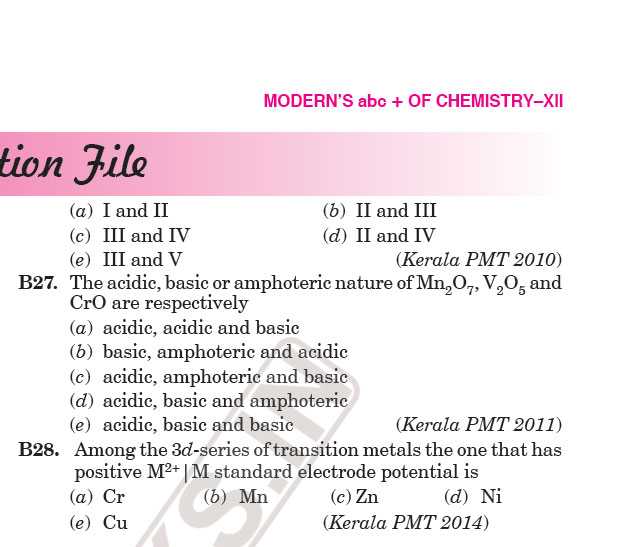 MODERN'S abc + OF CHEMISTRY–XII
tion File
(a) I and II (b) II and III
(c) III and IV (d) II and IV
(e) III and V (Kerala PMT 2010)
B27. The acidic, basic or amphoteric nature of Mn₂O₇, V₂O₅ and
CrO are respectively
(a) acidic, acidic and basic
(b) basic, amphoteric and acidic
(c) acidic, amphoteric and basic
(d) acidic, basic and amphoteric
(e) acidic, basic and basic (Kerala PMT 2011)
B28. Among the 3d-series of transition metals the one that has
positive M²⁺|M standard electrode potential is
(a) Cr (b) Mn (c) Zn (d) Ni
(e) Cu (Kerala PMT 2014)